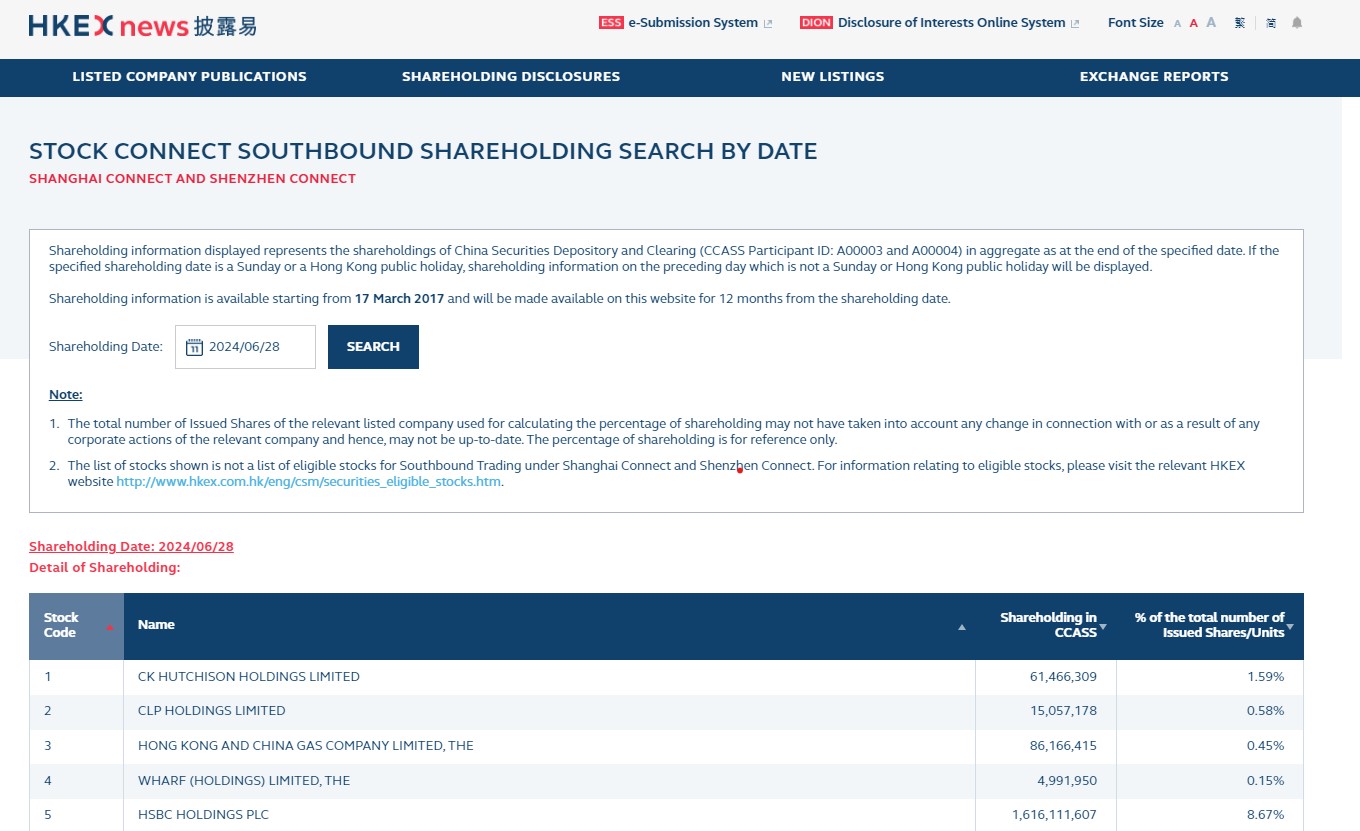 HKEX news 披露易
ESS e-Submission System
DION Disclosure of Interests Online System
Font Size A A A 繁 简
LISTED COMPANY PUBLICATIONS
SHAREHOLDING DISCLOSURES
NEW LISTINGS
EXCHANGE REPORTS
STOCK CONNECT SOUTHBOUND SHAREHOLDING SEARCH BY DATE
SHANGHAI CONNECT AND SHENZHEN CONNECT
Shareholding information displayed represents the shareholdings of China Securities Depository and Clearing (CCASS Participant ID: A00003 and A00004) in aggregate as at the end of the specified date. If the
specified shareholding date is a Sunday or a Hong Kong public holiday, shareholding information on the preceding day which is not a Sunday or Hong Kong public holiday will be displayed.
Shareholding information is available starting from 17 March 2017 and will be made available on this website for 12 months from the shareholding date.
Shareholding Date: 11 2024/06/28 SEARCH
Note:
1. The total number of Issued Shares of the relevant listed company used for calculating the percentage of shareholding may not have taken into account any change in connection with or as a result of any
corporate actions of the relevant company and hence, may not be up-to-date. The percentage of shareholding is for reference only.
2. The list of stocks shown is not a list of eligible stocks for Southbound Trading under Shanghai Connect and Shenzhen Connect. For information relating to eligible stocks, please visit the relevant HKEX
website http://www.hkex.com.hk/eng/csm/securities_eligible_stocks.htm.
Shareholding Date: 2024/06/28
Detail of Shareholding:
Stock
Code
Name
Shareholding in
CCASS
% of the total number of
Issued Shares/Units
1 CK HUTCHISON HOLDINGS LIMITED 61,466,309 1.59%
2 CLP HOLDINGS LIMITED 15,057,178 0.58%
3 HONG KONG AND CHINA GAS COMPANY LIMITED, THE 86,166,415 0.45%
4 WHARF (HOLDINGS) LIMITED, THE 4,991,950 0.15%
5 HSBC HOLDINGS PLC 1,616,111,607 8.67%